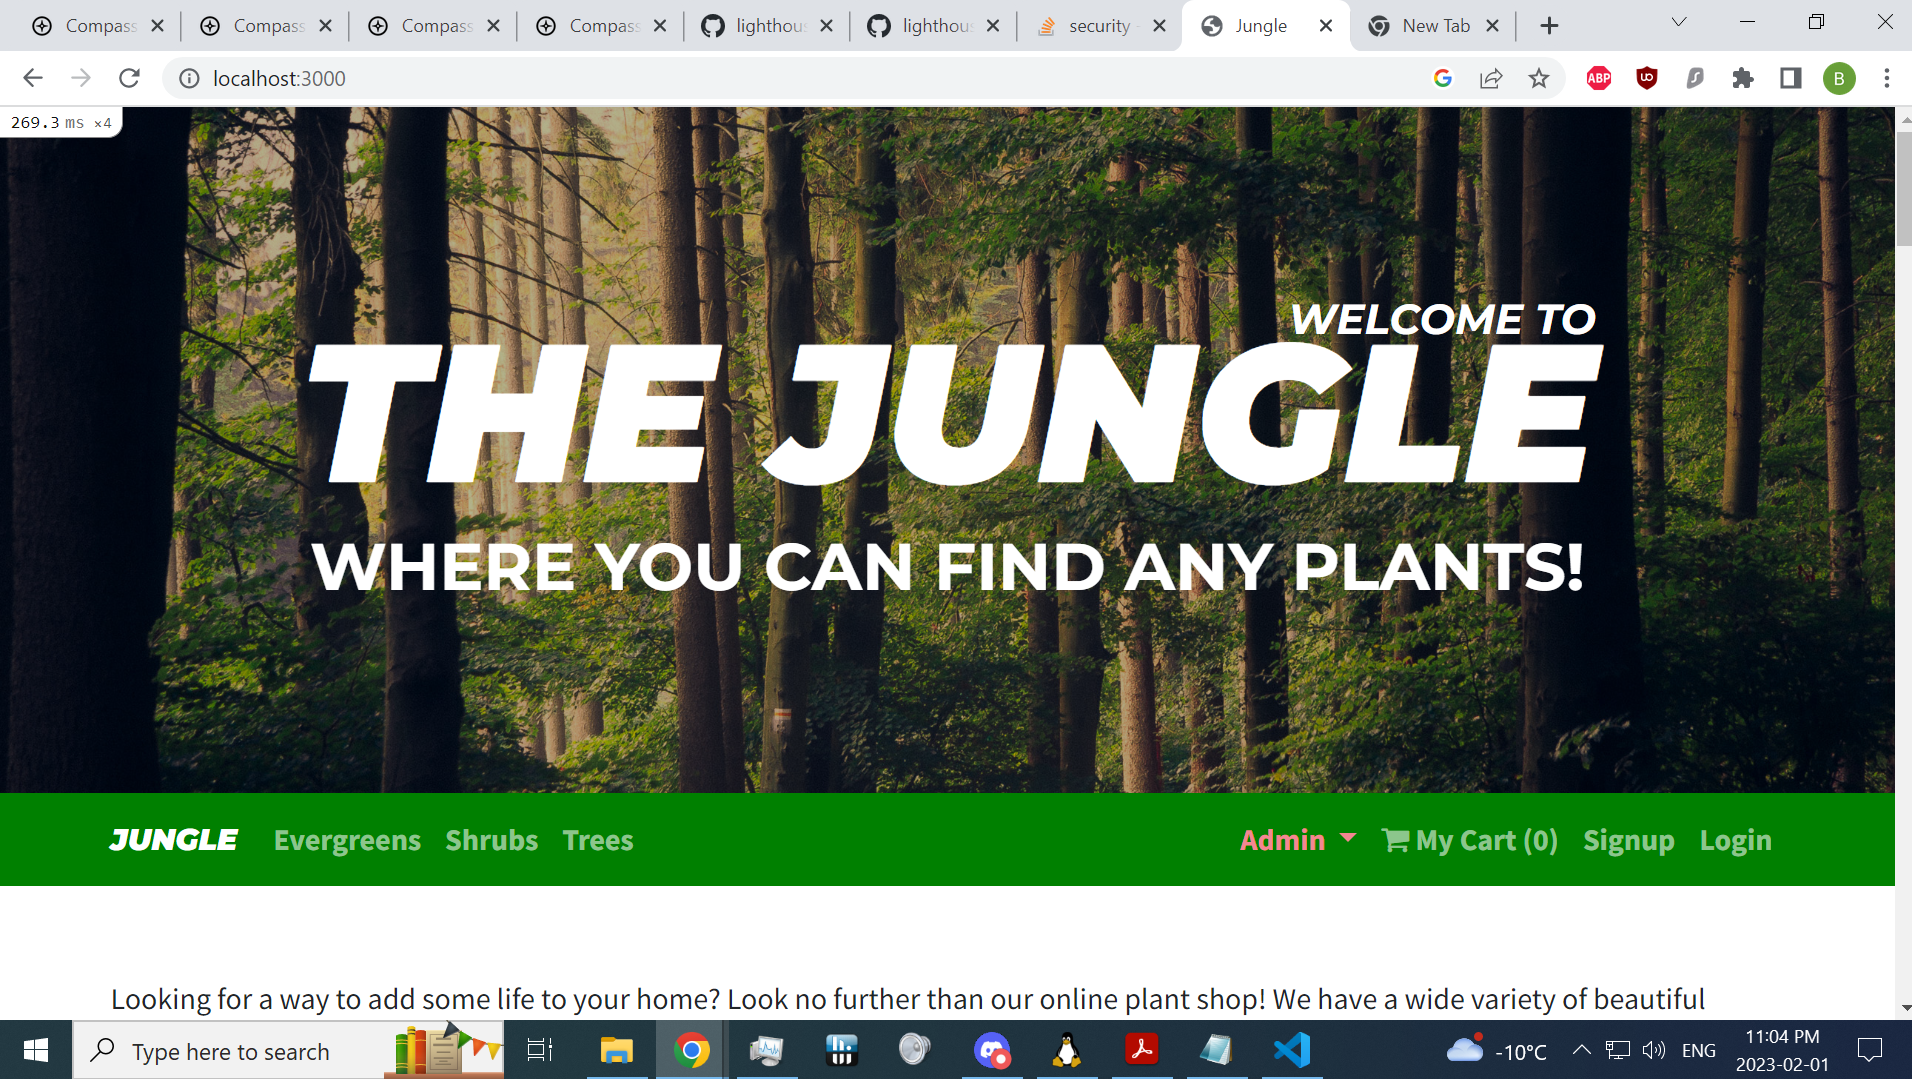 Compass
Compass
Compass
Compass
lighthous
lighthous
security -
Jungle
New Tab
localhost:3000
ABP
B
269.3 ms ×4
WELCOME TO
THE JUNGLE
WHERE YOU CAN FIND ANY PLANTS!
JUNGLE Evergreens Shrubs Trees Admin My Cart (0) Signup Login
Looking for a way to add some life to your home? Look no further than our online plant shop! We have a wide variety of beautiful
Type here to search
-10°C
ENG
11:04 PM
2023-02-01